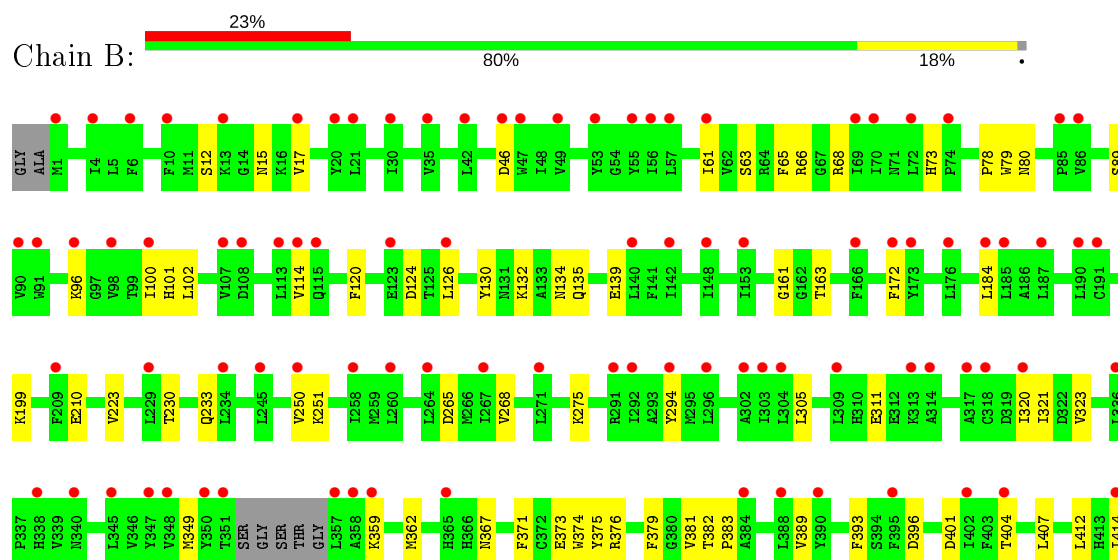 23%
Chain B:
80% 18% •
GLY ALA M1 I4 L5 F6 F10 M11 S12 K13 G14 N15 K16 V17 Y20 L21 I30 V35 L42 D46 W47 I48 V49 Y53 G54 Y55 I56 L57 I61 V62 S63 R64 F65 R66 G67 R68 I69 I70 N71 L72 H73 P74 P78 W79 N80 P85 V86 S89
V90 W91 K96 G97 V98 T99 I100 H101 L102 V107 D108 L113 V114 Q115 F120 E123 D124 T125 L126 Y130 N131 K132 A133 N134 Q135 E139 L140 F141 I142 I148 I153 G161 G162 T163 F166 F172 Y173 L176 L184 L185 A186 L187 L190 C191
K199 F209 E210 V223 L229 T230 Q233 L234 L245 V250 K251 I258 M259 L260 L264 D265 M266 I267 V268 L271 K275 R291 I292 A293 Y294 M295 L296 A302 I303 L304 L305 L309 H310 E311 E312 K313 A314 A317 C318 D319 I320 I321 D322 V323 L336
P337 H338 V339 N340 L345 V346 Y347 V348 M349 Y350 T351 SER GLY SER THR GLY L357 A358 K359 M362 H365 N366 N367 F371 C372 E373 W374 Y375 R376 F379 G380 V381 T382 P383 A384 L388 V389 Y390 F393 S394 F395 D396 D401 I402 F403 T404 L407 L412 H413